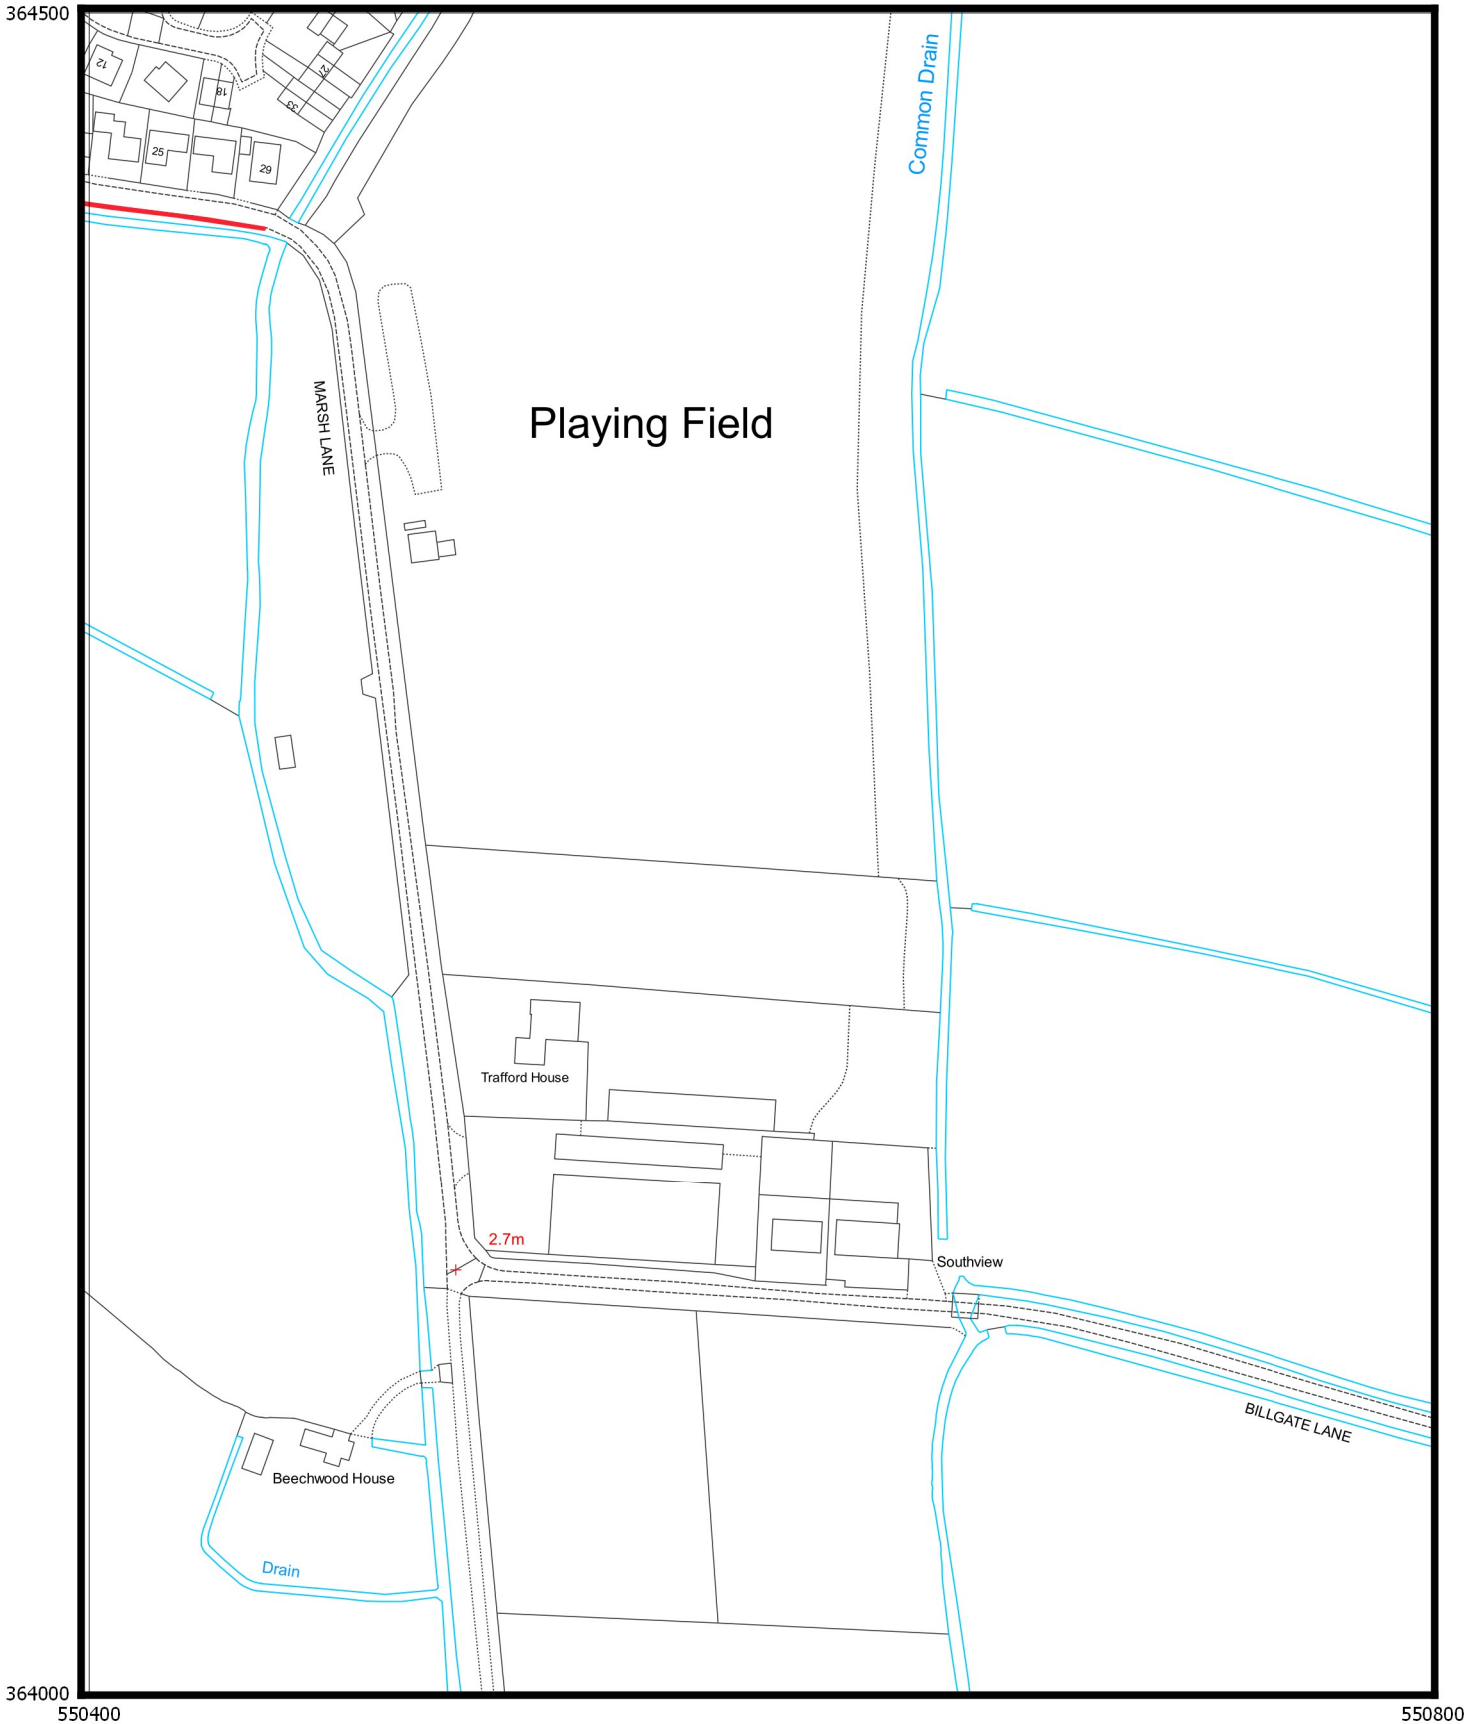 364500
Common Drain
12
27
18
33
25
29
MARSH LANE
Playing Field
Trafford House
2.7m
Southview
BILLGATE LANE
Beechwood House
Drain
364000
550400
550800